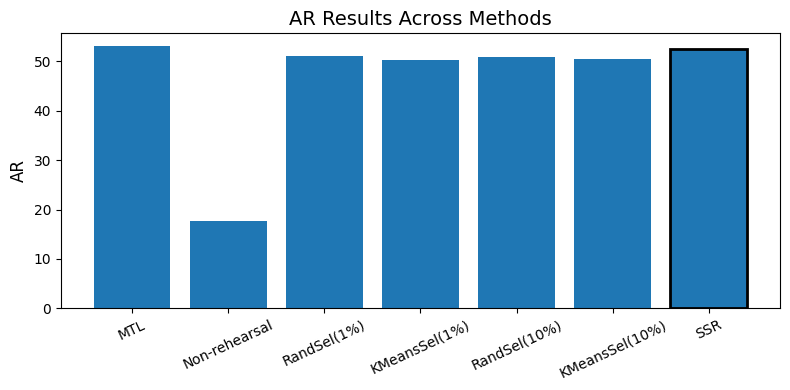 AR Results Across Methods
AR
50
40
30
20
10
0
MTL
Non-rehearsal
RandSel(1%)
KMeansSel(1%)
RandSel(10%)
KMeansSel(10%)
SSR